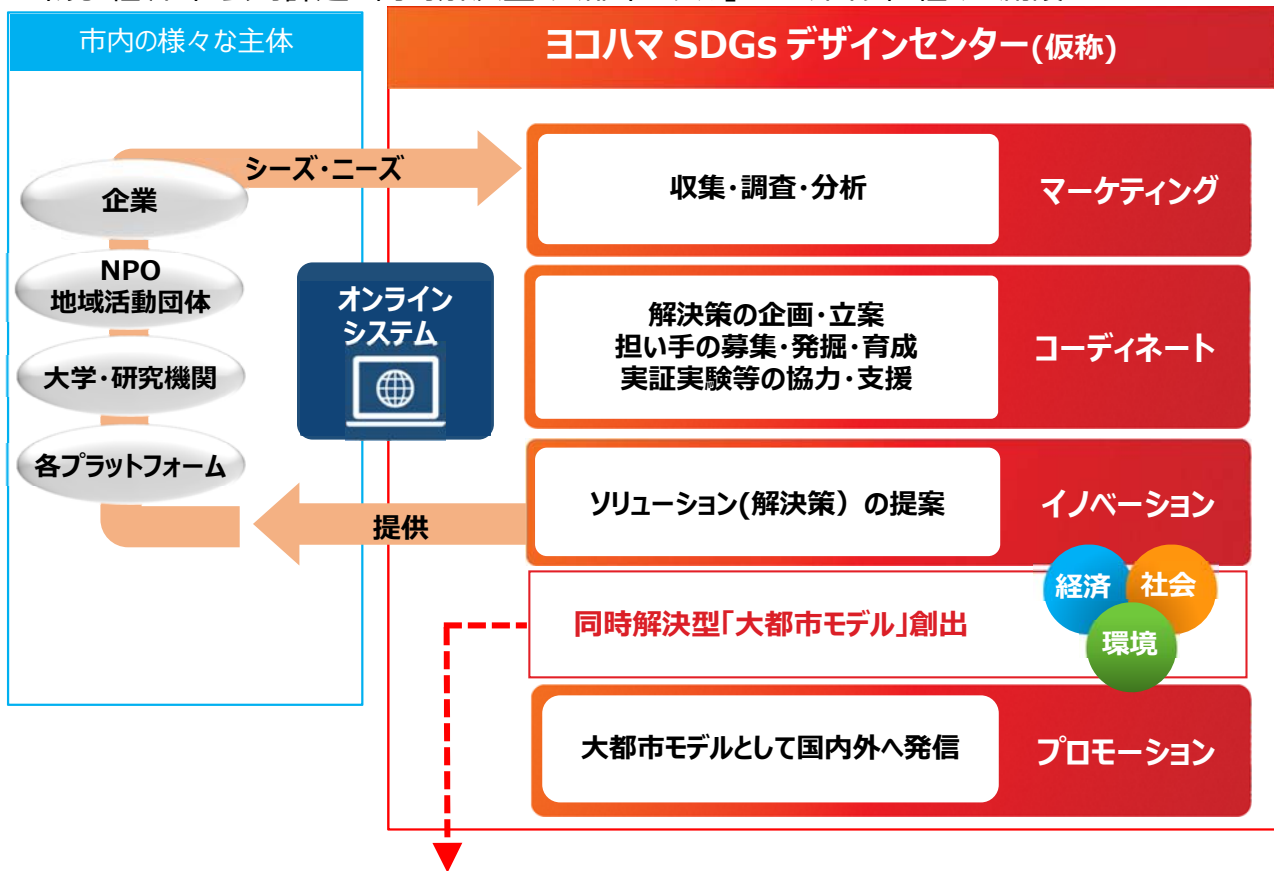 市内の様々な主体
ヨコハマ SDGs デザインセンター(仮称)
シーズ・ニーズ
企業
NPO
地域活動団体
大学・研究機関
各プラットフォーム
提供
オンライン
システム
収集・調査・分析
マーケティング
解決策の企画・立案
担い手の募集・発掘・育成
実証実験等の協力・支援
コーディネート
ソリューション(解決策）の提案
イノベーション
同時解決型「大都市モデル」創出
経済
社会
環境
大都市モデルとして国内外へ発信
プロモーション